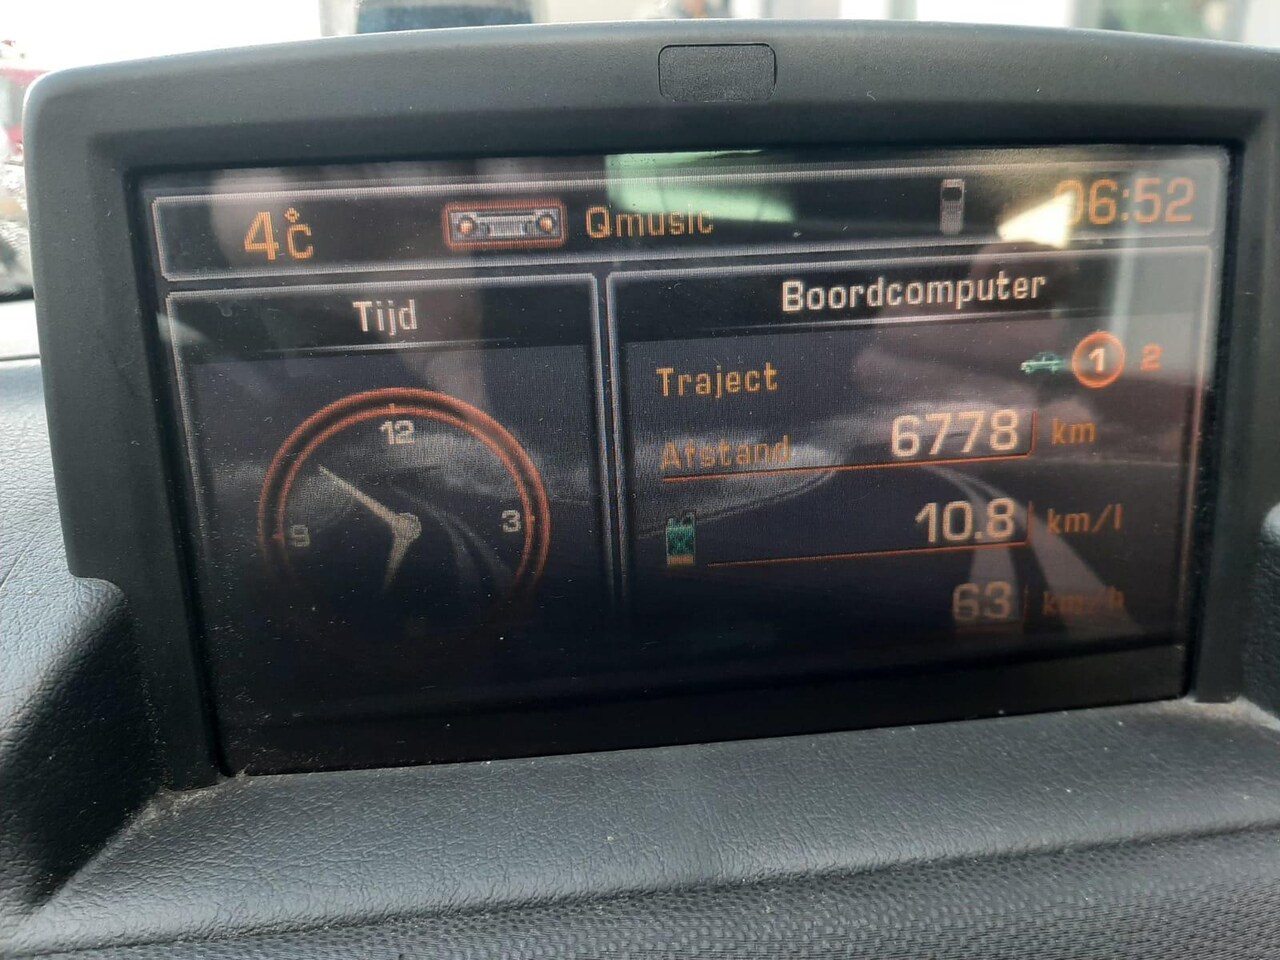 4°C Qmusic 06:52
Tijd
12
3
9
Boordcomputer
Traject 1 2
Afstand 6778 km
10.8 km/l
63 km/h